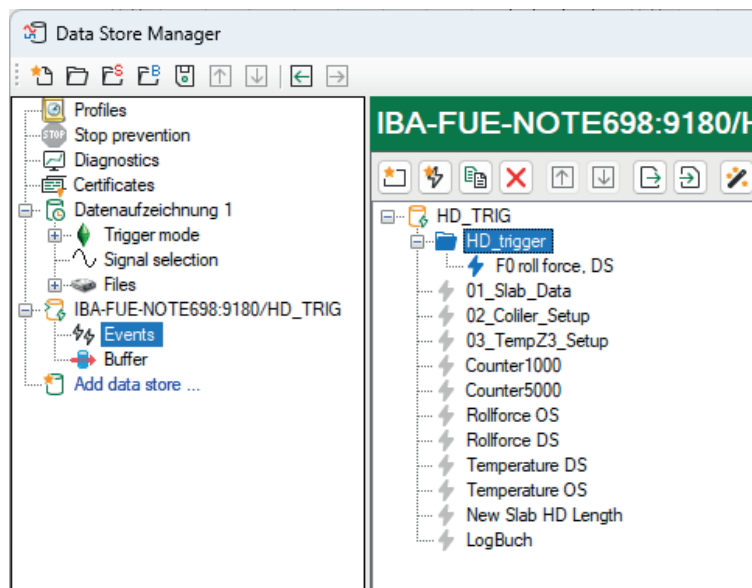 Data Store Manager
S
B
Profiles
STOP
Stop prevention
Diagnostics
Certificates
Datenaufzeichnung 1
Trigger mode
Signal selection
Files
IBA-FUE-NOTE698:9180/HD_TRIG
Events
Buffer
Add data store ...
IBA-FUE-NOTE698:9180/H
HD_TRIG
HD_trigger
F0 roll force, DS
01_Slab_Data
02_Coliler_Setup
03_TempZ3_Setup
Counter1000
Counter5000
Rollforce OS
Rollforce DS
Temperature DS
Temperature OS
New Slab HD Length
LogBuch